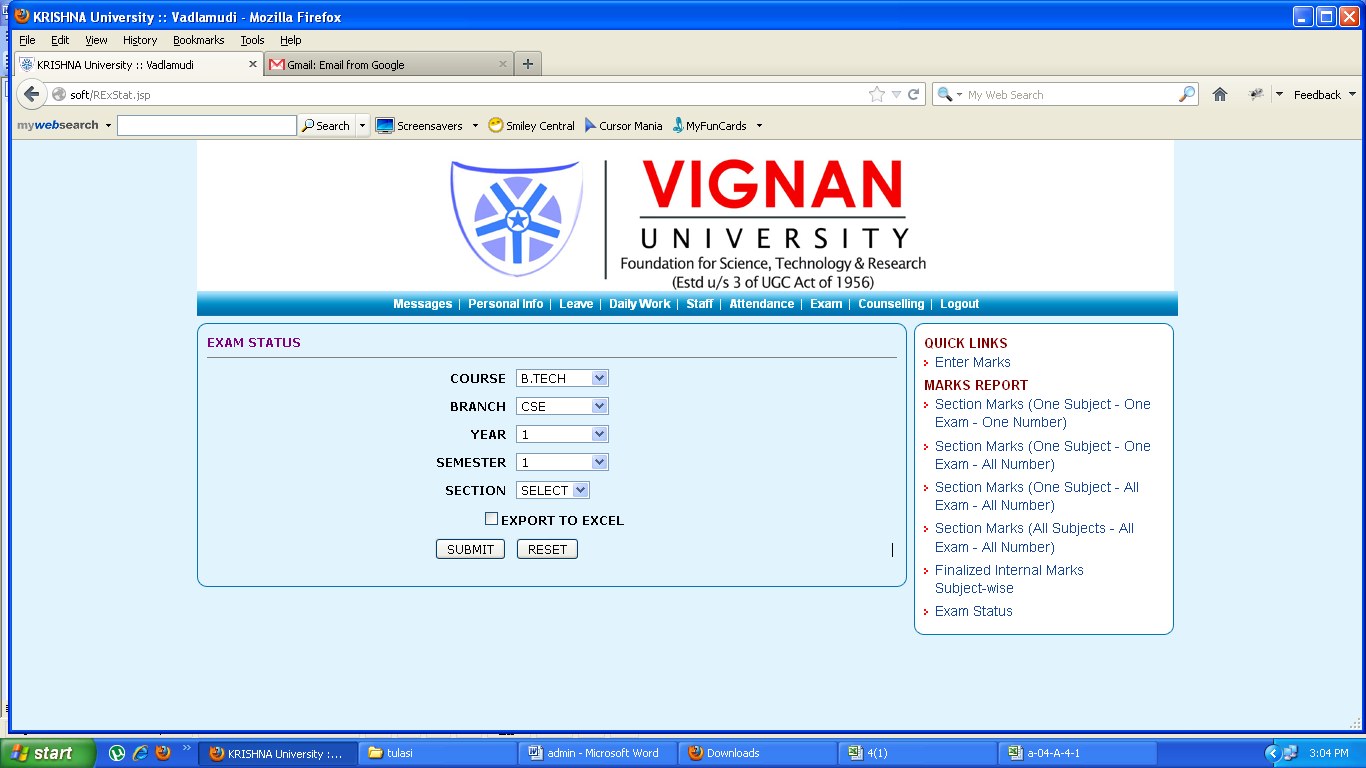 KRISHNA University :: Vadlamudi - Mozilla Firefox
File Edit View History Bookmarks Tools Help
KRISHNA University :: Vadlamudi Gmail: Email from Google
soft/RExStat.jsp My Web Search Feedback
mywebsearch Search Screensavers Smiley Central Cursor Mania MyFunCards
VIGNAN
UNIVERSITY
Foundation for Science, Technology & Research
(Estd u/s 3 of UGC Act of 1956)
Messages | Personal Info | Leave | Daily Work | Staff | Attendance | Exam | Counselling | Logout
EXAM STATUS
COURSE B.TECH
BRANCH CSE
YEAR 1
SEMESTER 1
SECTION SELECT
EXPORT TO EXCEL
SUBMIT RESET
QUICK LINKS
Enter Marks
MARKS REPORT
Section Marks (One Subject - One
Exam - One Number)
Section Marks (One Subject - One
Exam - All Number)
Section Marks (One Subject - All
Exam - All Number)
Section Marks (All Subjects - All
Exam - All Number)
Finalized Internal Marks
Subject-wise
Exam Status
start KRISHNA University :... tulasi admin - Microsoft Word Downloads 4(1) a-04-A-4-1 3:04 PM